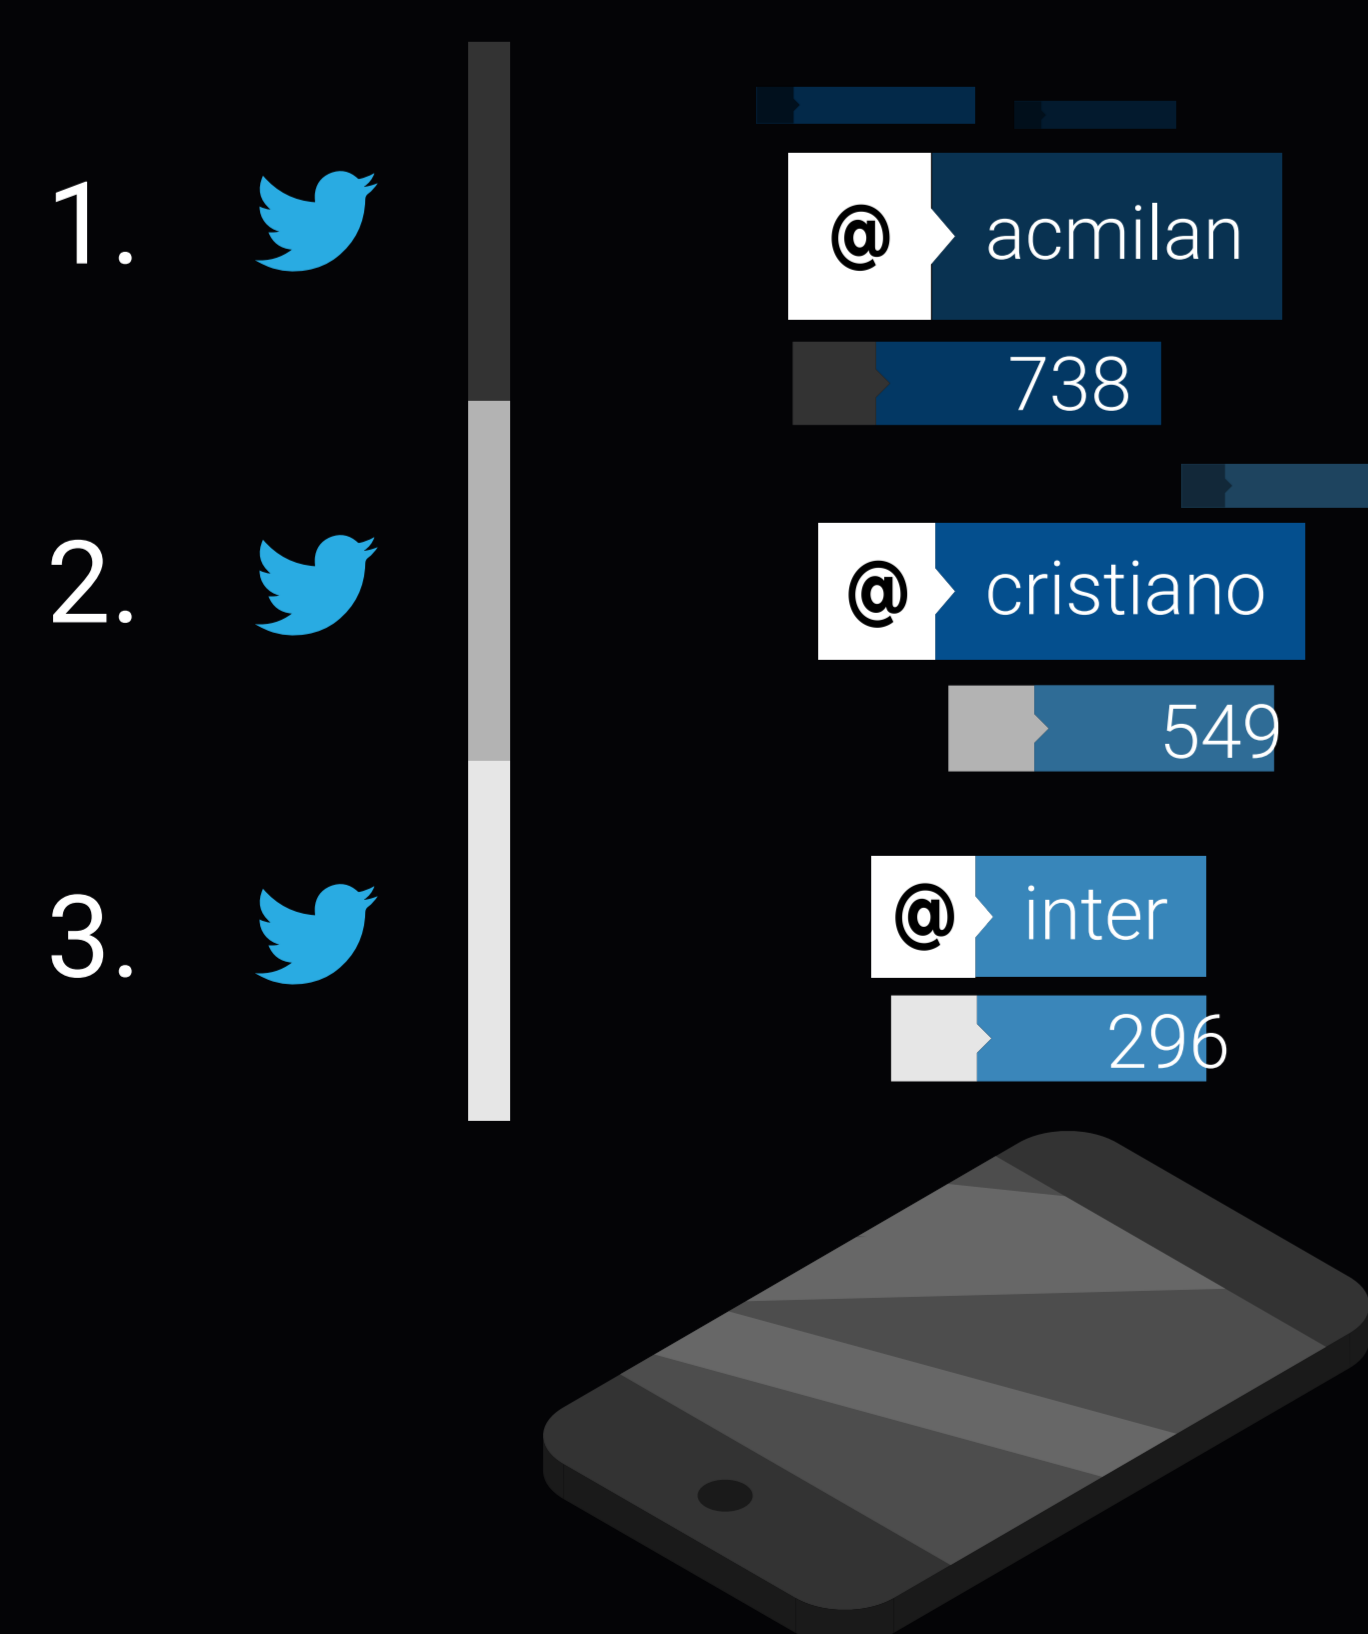 1.
@ acmilan
738
2.
@ cristiano
549
3.
@ inter
296